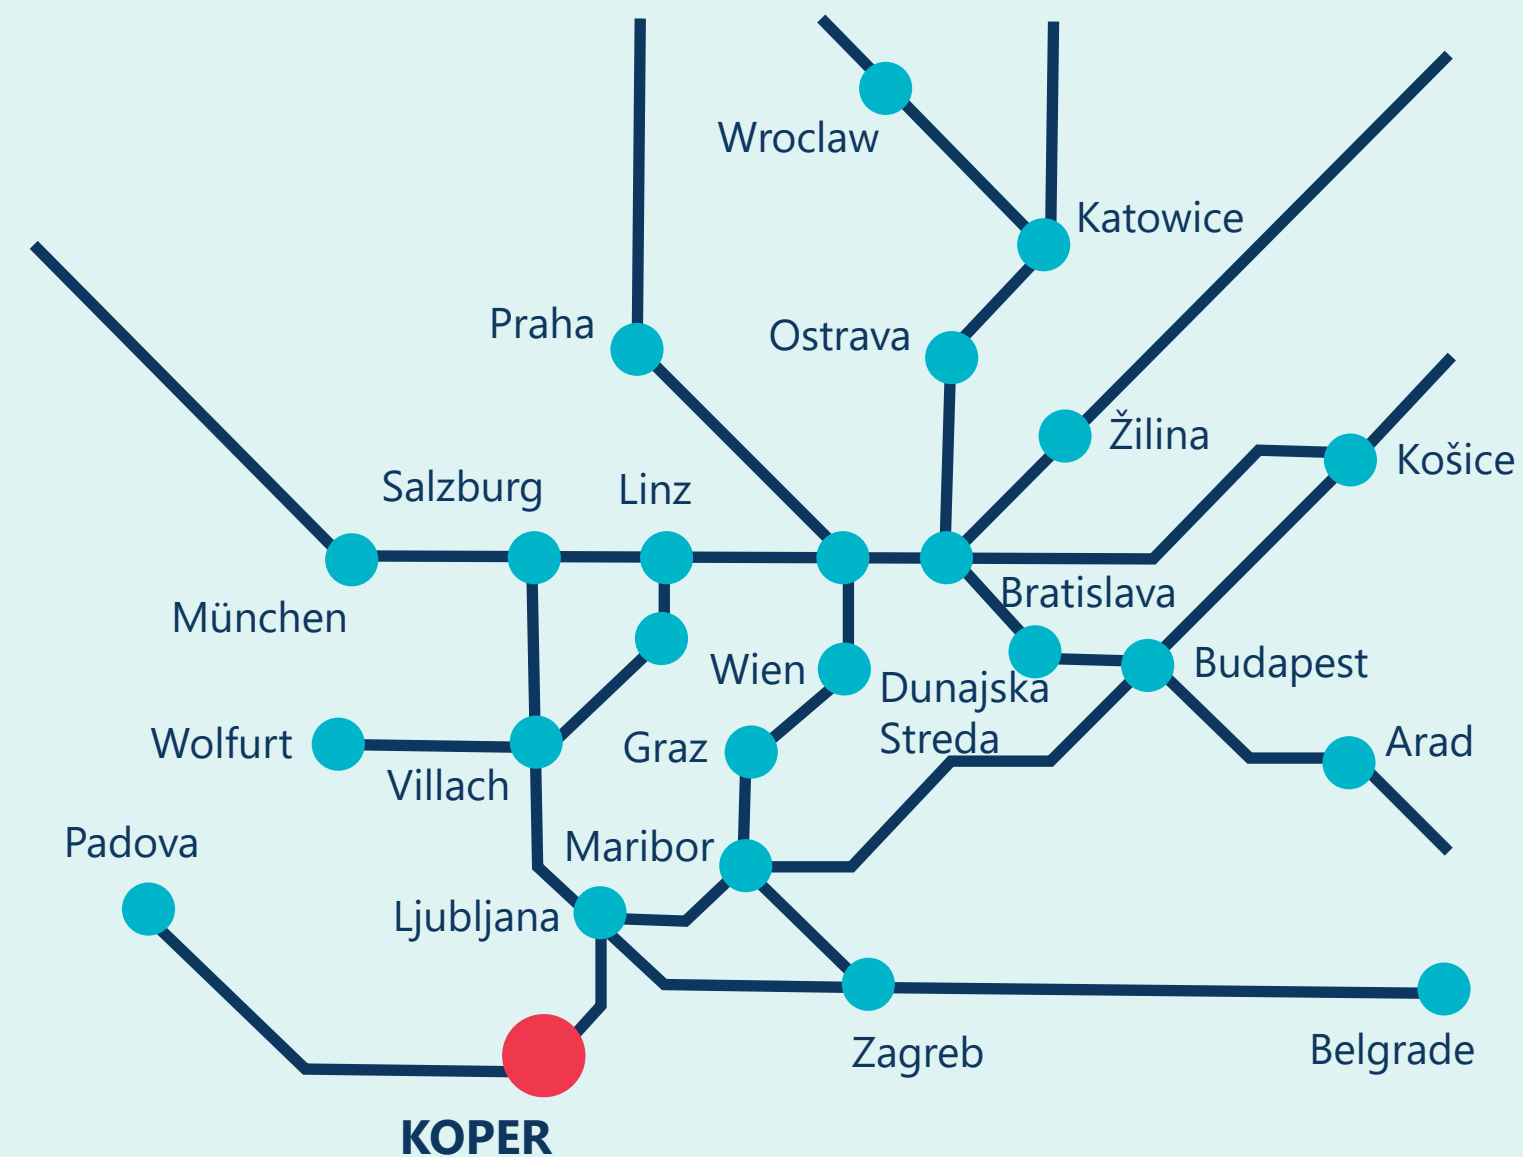 Wroclaw
Katowice
Praha
Ostrava
Žilina
Košice
Salzburg
Linz
Bratislava
München
Wien
Budapest
Dunajska
Streda
Wolfurt
Graz
Arad
Villach
Padova
Maribor
Ljubljana
Zagreb
Belgrade
KOPER